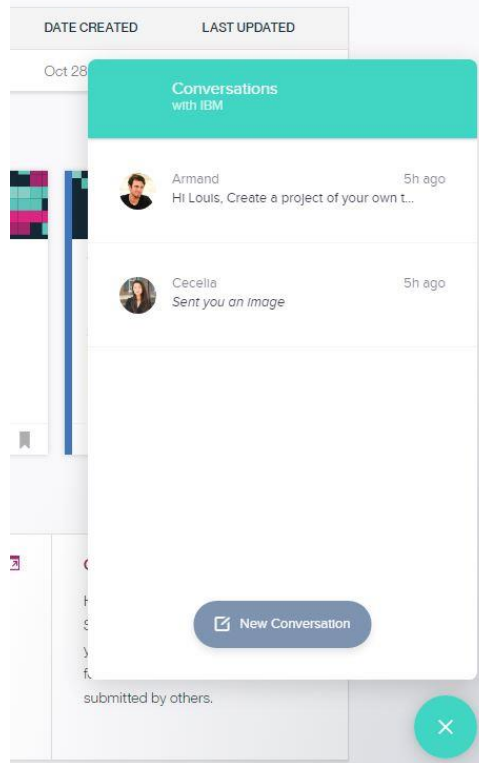 DATE CREATED LAST UPDATED
Oct 28
Conversations
with IBM
Armand 5h ago
Hi Louis, Create a project of your own t...
Cecelia 5h ago
Sent you an image
New Conversation
submitted by others.